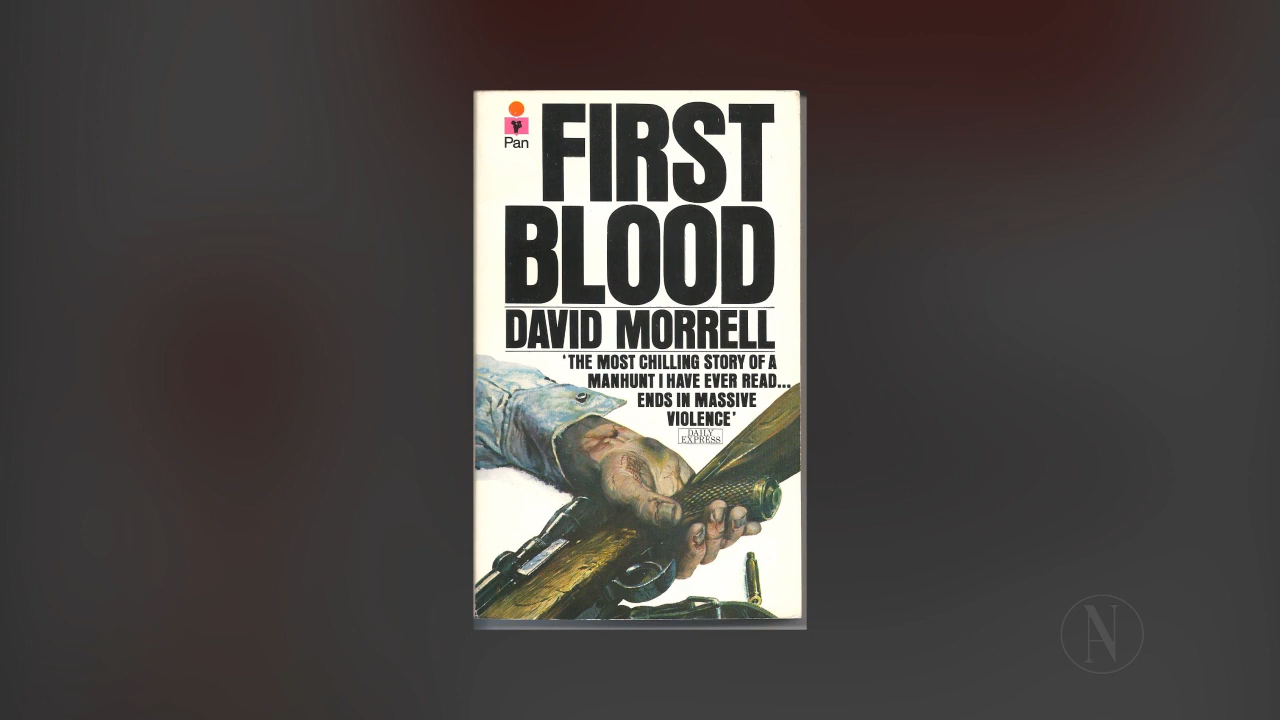 Pan
FIRST
BLOOD
DAVID MORRELL
‘THE MOST CHILLING STORY OF A
MANHUNT I HAVE EVER READ...
ENDS IN MASSIVE
VIOLENCE’
DAILY
EXPRESS
AN